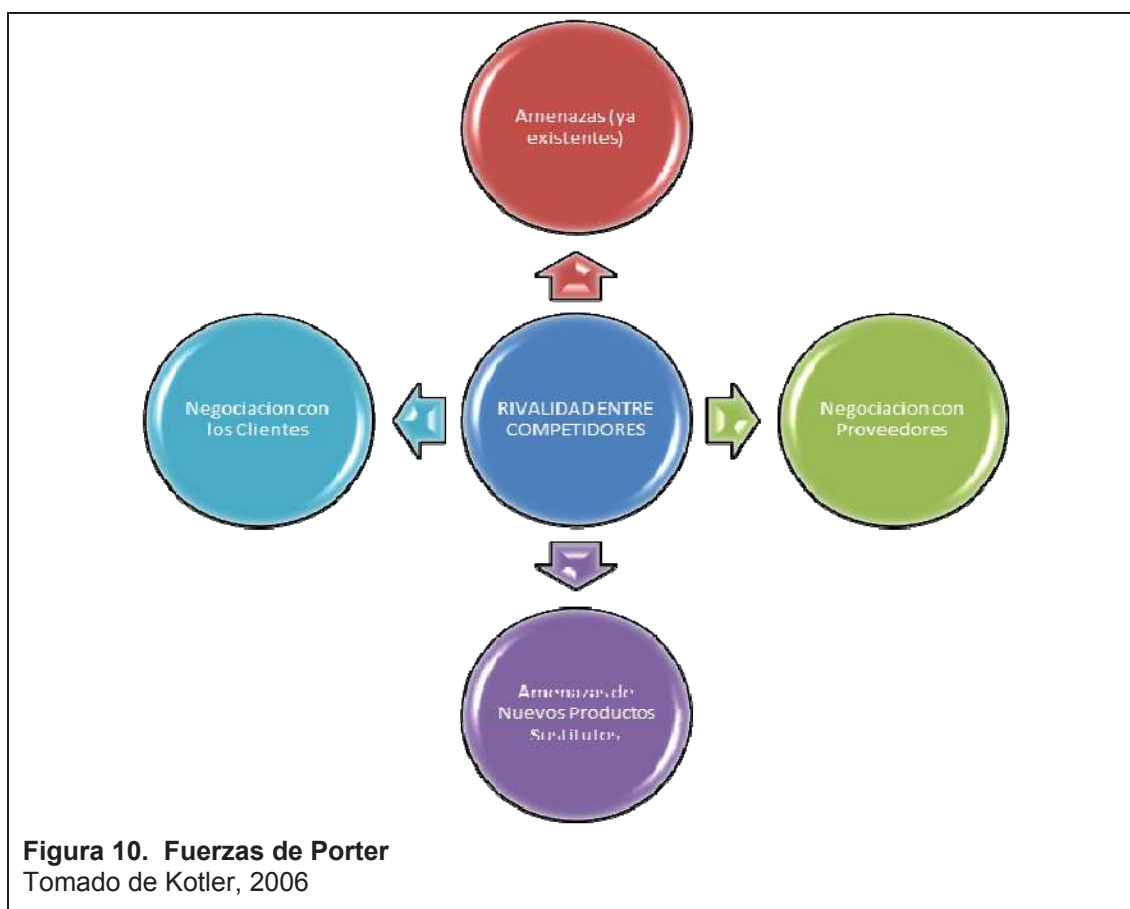 Amenazas (ya
existentes)
Negociacion con
los Clientes
RIVALIDAD ENTRE
COMPETIDORES
Negociacion con
Proveedores
Amenazas de
Nuevos Productos
Sustitutos
Figura 10. Fuerzas de Porter
Tomado de Kotler, 2006